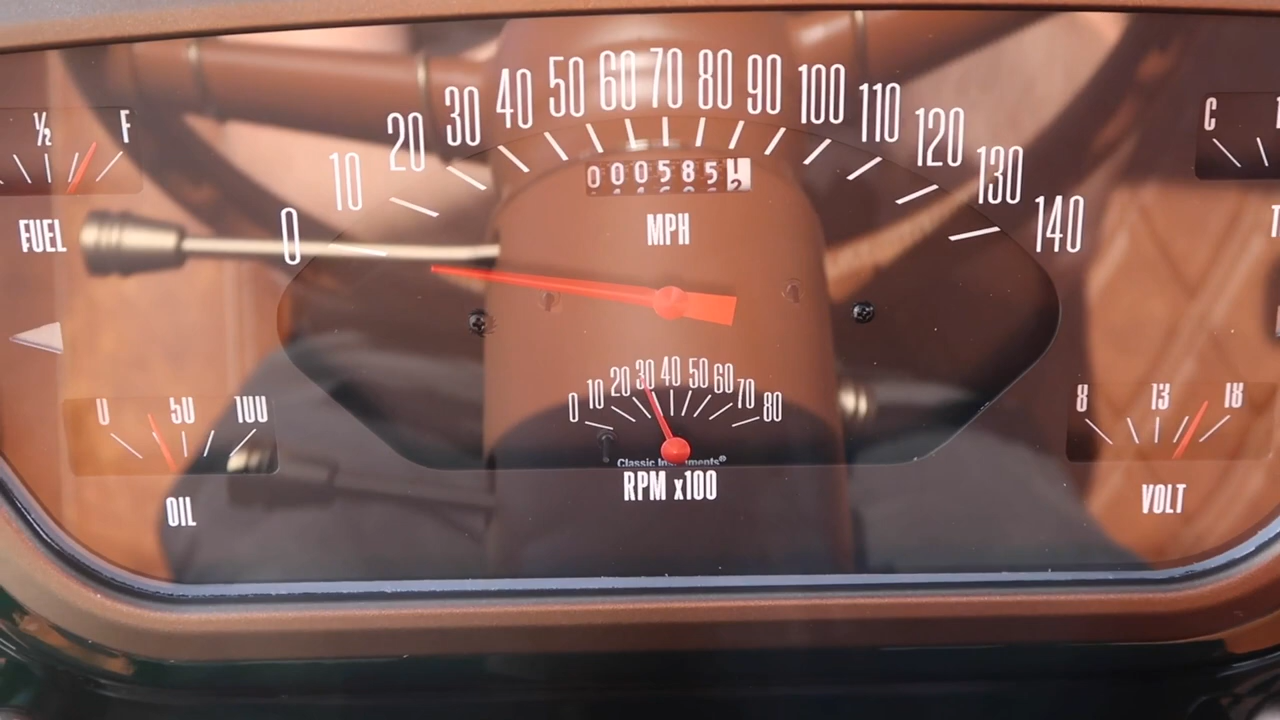 0 10 20 30 40 50 60 70 80 90 100 110 120 130 140
½ F
FUEL
000585
MPH
C
0 50 100
OIL
0 10 20 30 40 50 60 70 80
Classic Instruments®
RPM x100
8 13 18
VOLT